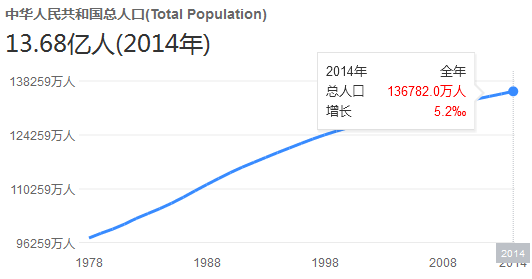 中华人民共和国总人口(Total Population)
13.68亿人(2014年)
138259万人
2014年 全年
总人口 136782.0万人
增长 5.2‰
124259万人
110259万人
96259万人
2014
1978 1988 1998 2008 2014